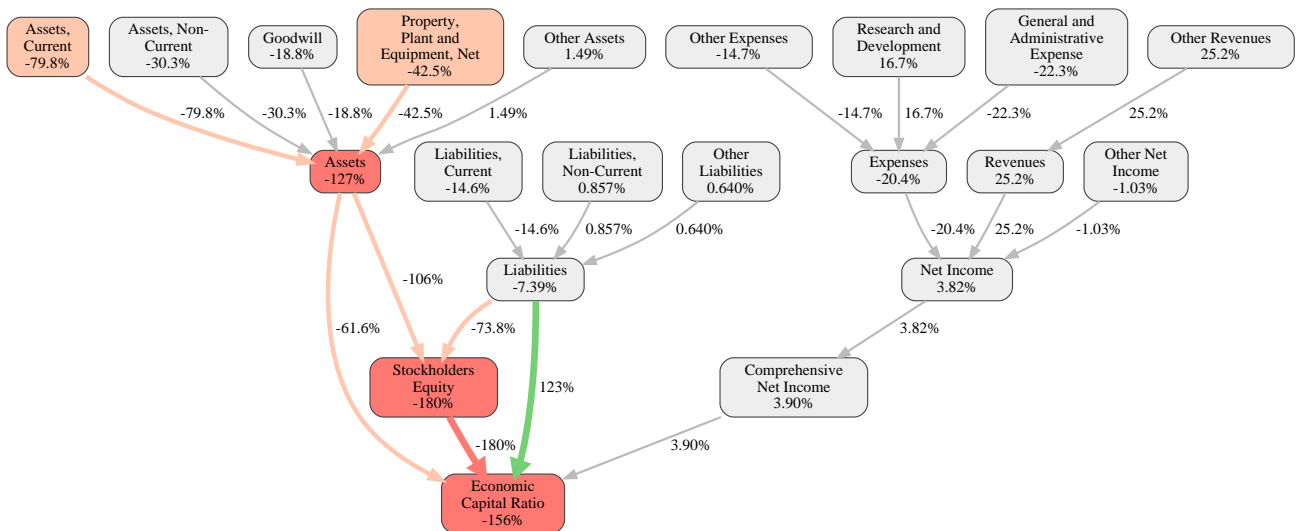 Assets,
Current
-79.8%
Assets, Non-
Current
-30.3%
Goodwill
-18.8%
Property,
Plant and
Equipment, Net
-42.5%
Other Assets
1.49%
Other Expenses
-14.7%
Research and
Development
16.7%
General and
Administrative
Expense
-22.3%
Other Revenues
25.2%
-79.8%
-30.3%
-18.8%
-42.5%
1.49%
-14.7%
16.7%
-22.3%
25.2%
Assets
-127%
Liabilities,
Current
-14.6%
Liabilities,
Non-Current
0.857%
Other
Liabilities
0.640%
Expenses
-20.4%
Revenues
25.2%
Other Net
Income
-1.03%
-14.6%
0.857%
0.640%
-20.4%
25.2%
-1.03%
-106%
Liabilities
-7.39%
Net Income
3.82%
-61.6%
-73.8%
3.82%
Stockholders
Equity
-180%
123%
Comprehensive
Net Income
3.90%
-180%
3.90%
Economic
Capital Ratio
-156%